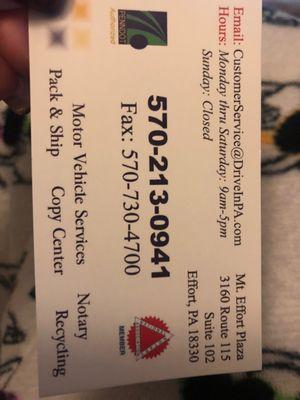 Email: CustomerService@DriveInPA.com
Hours: Monday thru Saturday: 9am-5pm
Sunday: Closed
Mt. Effort Plaza
3160 Route 115
Suite 102
Effort, PA 18330
PENNDOT
Authorized
570-213-0941
Fax: 570-730-4700
MEMBER
Motor Vehicle Services
Notary
Pack & Ship
Copy Center
Recycling